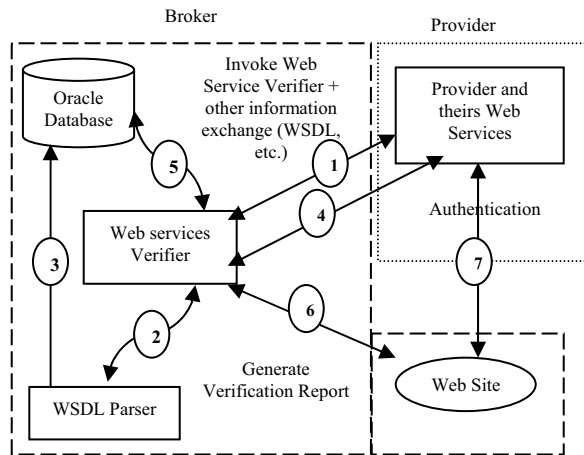 Broker
Provider
Invoke Web
Service Verifier +
other information
exchange (WSDL,
etc.)
Oracle
Database
Provider and
theirs Web
Services
5
1
4
Authentication
Web services
Verifier
3
7
6
2
Generate
Verification Report
WSDL Parser
Web Site